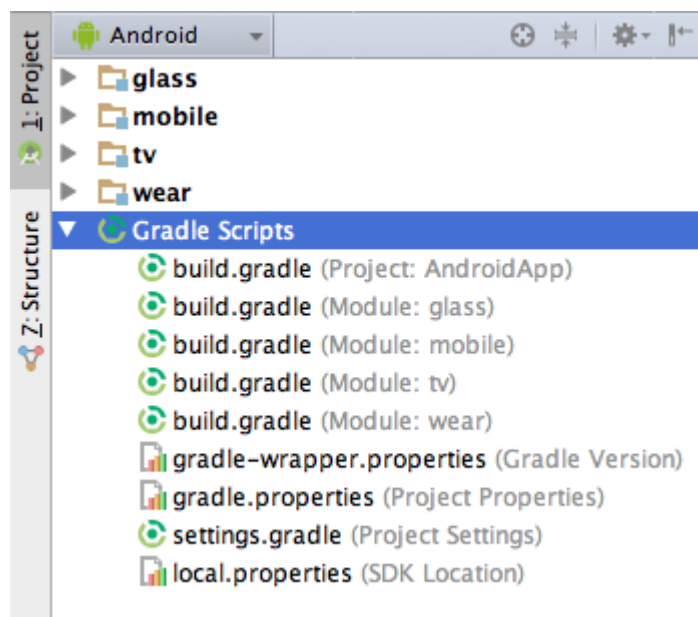 1: Project
7: Structure
Android
glass
mobile
tv
wear
Gradle Scripts
build.gradle (Project: AndroidApp)
build.gradle (Module: glass)
build.gradle (Module: mobile)
build.gradle (Module: tv)
build.gradle (Module: wear)
gradle-wrapper.properties (Gradle Version)
gradle.properties (Project Properties)
settings.gradle (Project Settings)
local.properties (SDK Location)